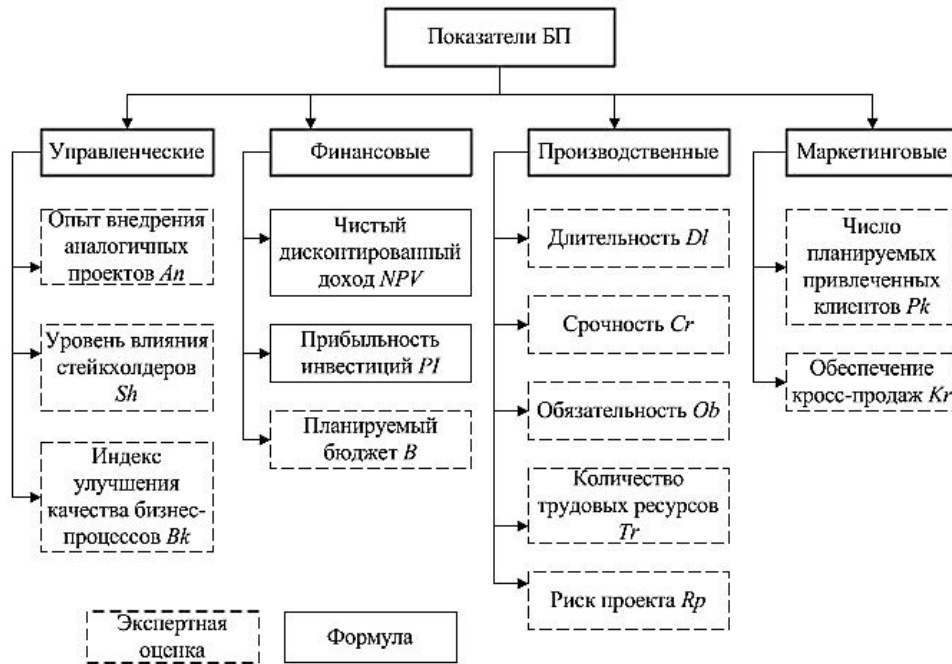 Показатели БП
Управленческие
Опыт внедрения
аналогичных
проектов An
Уровень влияния
стейкхолдеров
Sh
Индекс
улучшения
качества бизнес-
процессов Bk
Финансовые
Чистый
дисконтированный
доход NPV
Прибыльность
инвестиций PI
Планируемый
бюджет B
Производственные
Длительность Dl
Срочность Cr
Обязательность Ob
Количество
трудовых ресурсов
Tr
Риск проекта Rp
Маркетинговые
Число
планируемых
привлеченных
клиентов Pk
Обеспечение
кросс-продаж Kr
Экспертная
оценка
Формула